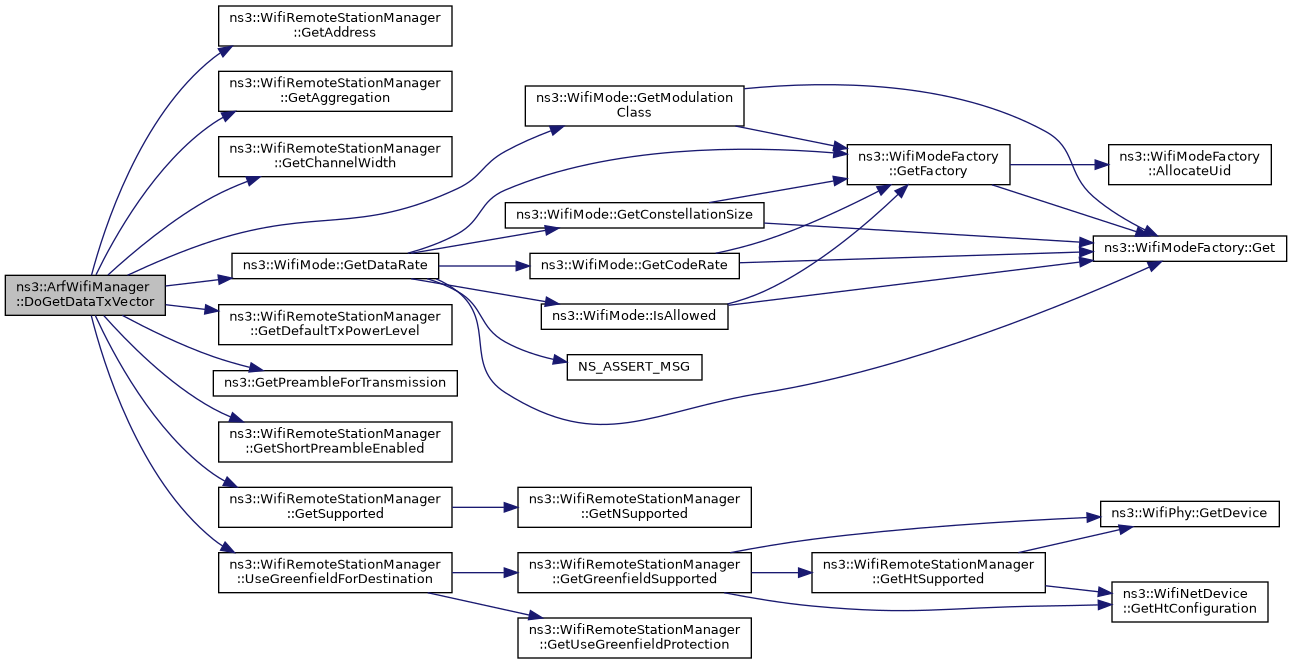 ns3::ArfWifiManager
::DoGetDataTxVector
ns3::WifiRemoteStationManager
::GetAddress
ns3::WifiRemoteStationManager
::GetAggregation
ns3::WifiRemoteStationManager
::GetChannelWidth
ns3::WifiMode::GetDataRate
ns3::WifiRemoteStationManager
::GetDefaultTxPowerLevel
ns3::GetPreambleForTransmission
ns3::WifiRemoteStationManager
::GetShortPreambleEnabled
ns3::WifiRemoteStationManager
::GetSupported
ns3::WifiRemoteStationManager
::UseGreenfieldForDestination
ns3::WifiMode::GetModulation
Class
ns3::WifiMode::GetConstellationSize
ns3::WifiMode::GetCodeRate
ns3::WifiMode::IsAllowed
NS_ASSERT_MSG
ns3::WifiRemoteStationManager
::GetNSupported
ns3::WifiRemoteStationManager
::GetGreenfieldSupported
ns3::WifiRemoteStationManager
::GetUseGreenfieldProtection
ns3::WifiModeFactory
::GetFactory
ns3::WifiRemoteStationManager
::GetHtSupported
ns3::WifiModeFactory
::AllocateUid
ns3::WifiModeFactory::Get
ns3::WifiPhy::GetDevice
ns3::WifiNetDevice
::GetHtConfiguration